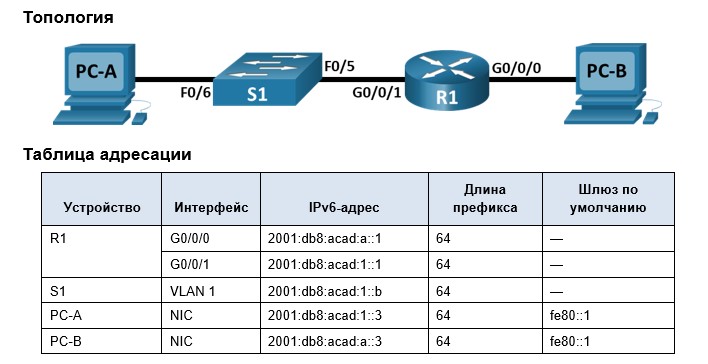 Топология
PC-A
F0/6
S1
F0/5
G0/0/1
R1
G0/0/0
PC-B
Таблица адресации
Устройство Интерфейс IPv6-адрес Длина префикса Шлюз по умолчанию
R1 G0/0/0 2001:db8:acad:a::1 64 —
G0/0/1 2001:db8:acad:1::1 64 —
S1 VLAN 1 2001:db8:acad:1::b 64 —
PC-A NIC 2001:db8:acad:1::3 64 fe80::1
PC-B NIC 2001:db8:acad:a::3 64 fe80::1